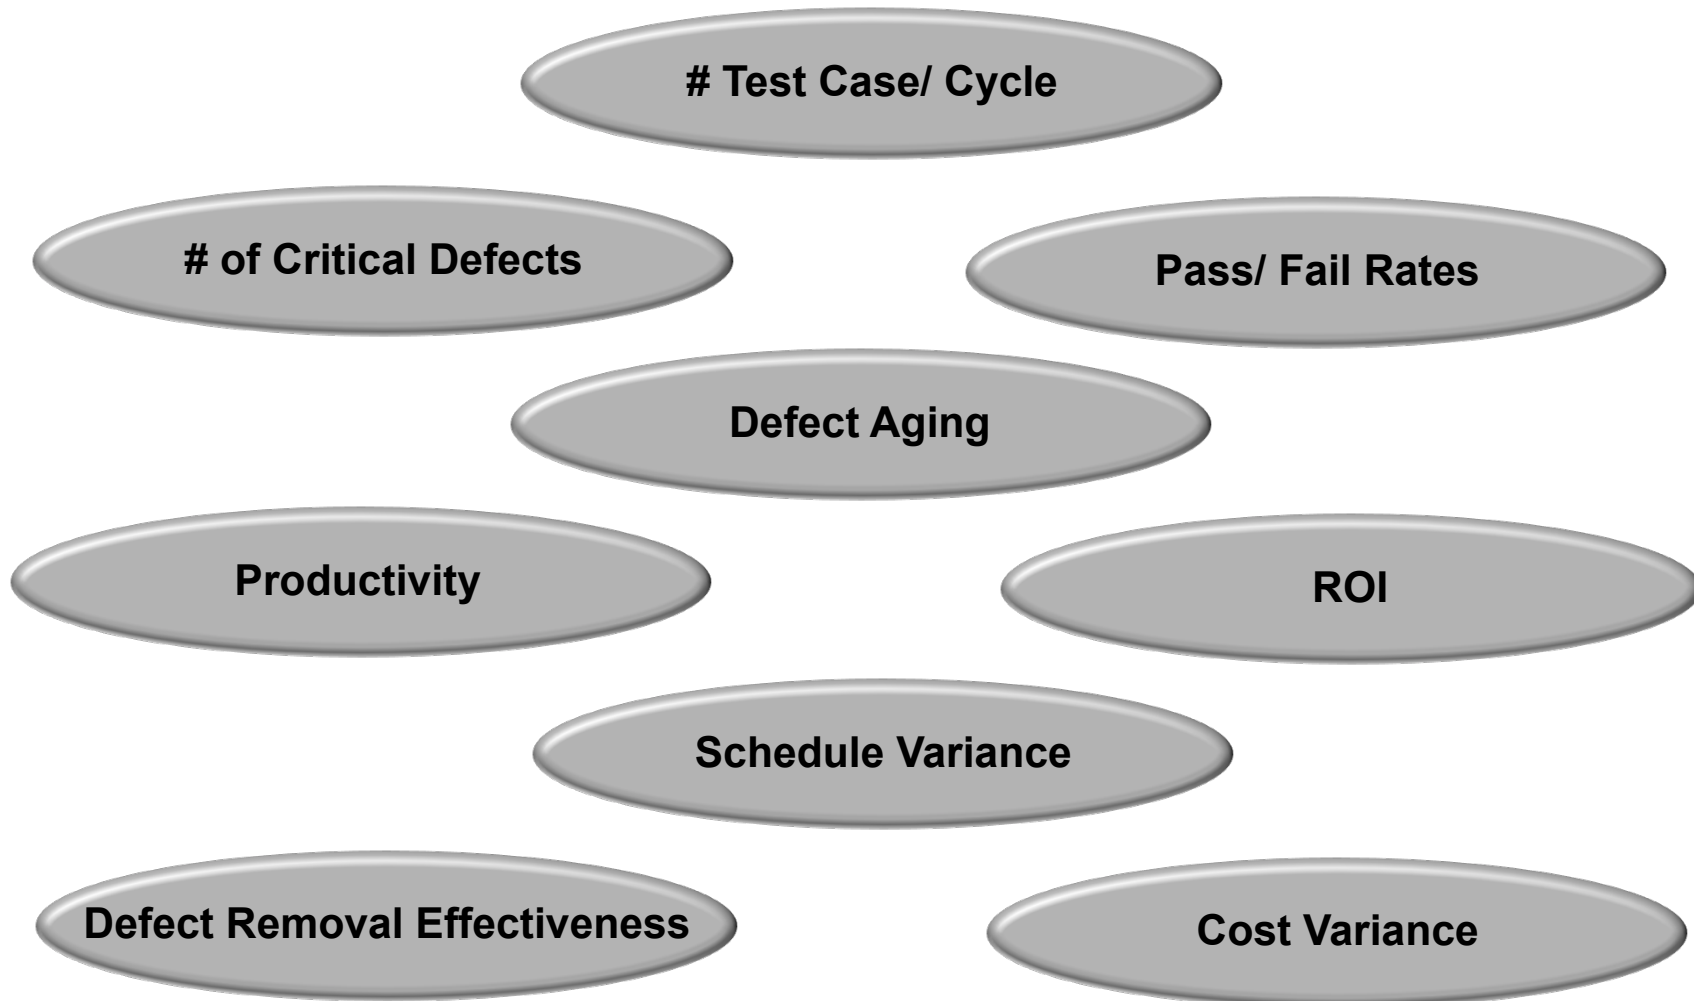 # Test Case/ Cycle
# of Critical Defects
Pass/ Fail Rates
Defect Aging
Productivity
ROI
Schedule Variance
Defect Removal Effectiveness
Cost Variance